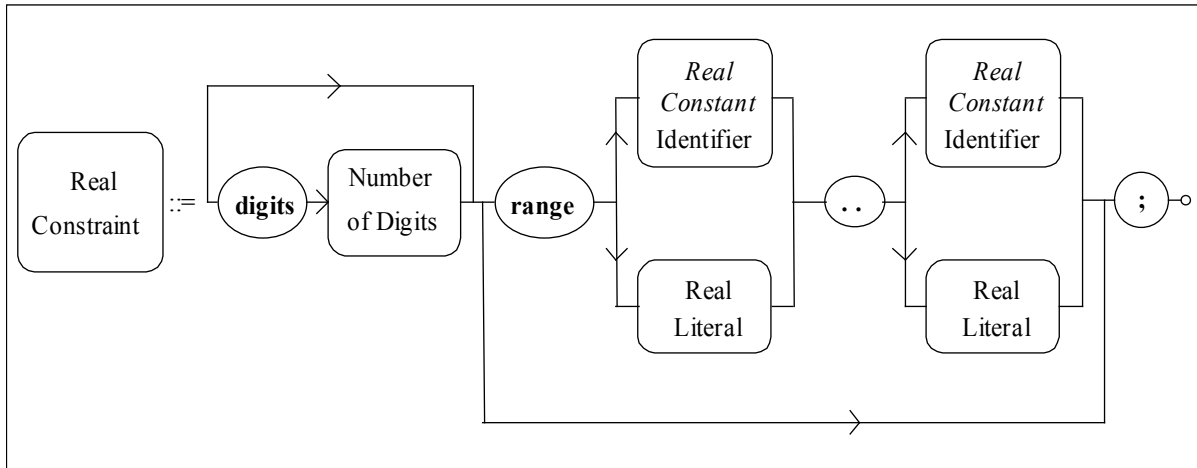 Real
Constraint
::=
digits
Number
of Digits
range
Real
Constant
Identifier
Real
Literal
. .
Real
Constant
Identifier
Real
Literal
;